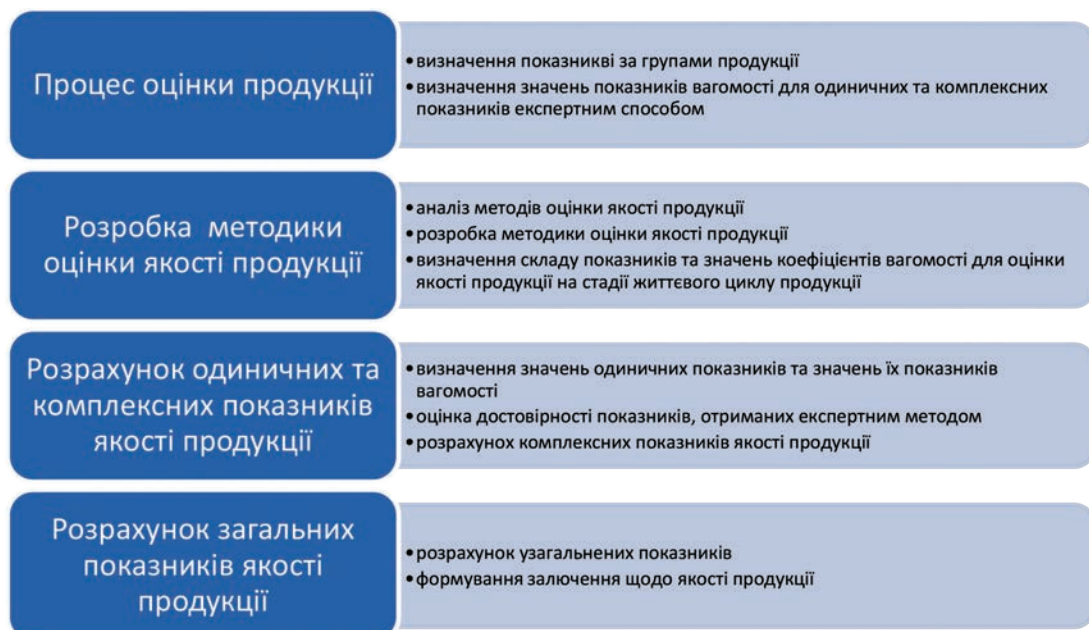 Процес оцінки продукції
•визначення показникві за групами продукції
•визначення значень показників вагомості для одиничних та комплексних
показників експертним способом
Розробка методики
оцінки якості продукції
•аналіз методів оцінки якості продукції
•розробка методики оцінки якості продукції
•визначення складу показників та значень коефіцієнтів вагомості для оцінки
якості продукції на стадії життєвого циклу продукції
Розрахунок одиничних та
комплексних показників
якості продукції
•визначення значень одиничних показників та значень їх показників
вагомості
•оцінка достовірності показників, отриманих експертним методом
•розрахунох комплексних показників якості продукції
Розрахунок загальних
показників якості
продукції
•розрахунок узагальнених показників
•формування залючення щодо якості продукції